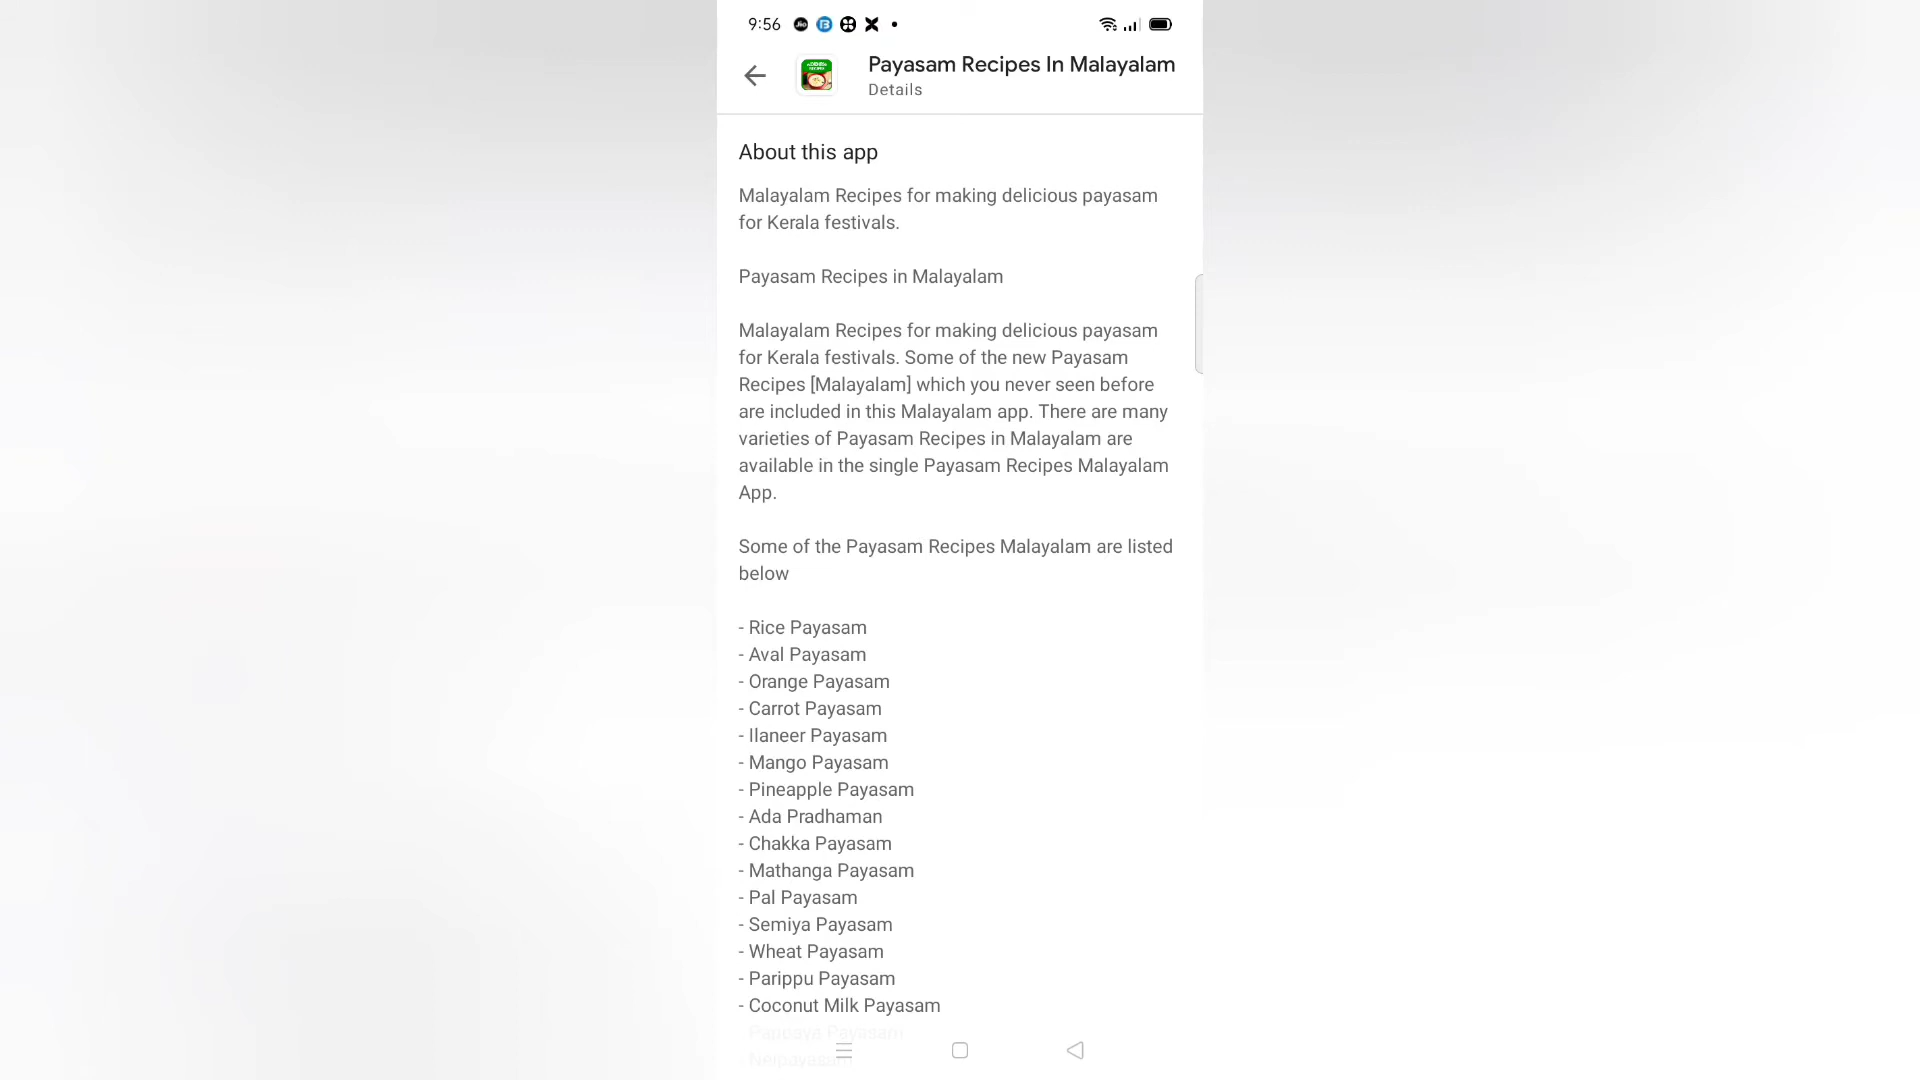 9:56
Payasam Recipes In Malayalam
Details
About this app
Malayalam Recipes for making delicious payasam
for Kerala festivals.
Payasam Recipes in Malayalam
Malayalam Recipes for making delicious payasam
for Kerala festivals. Some of the new Payasam
Recipes [Malayalam] which you never seen before
are included in this Malayalam app. There are many
varieties of Payasam Recipes in Malayalam are
available in the single Payasam Recipes Malayalam
App.
Some of the Payasam Recipes Malayalam are listed
below
- Rice Payasam
- Aval Payasam
- Orange Payasam
- Carrot Payasam
- Ilaneer Payasam
- Mango Payasam
- Pineapple Payasam
- Ada Pradhaman
- Chakka Payasam
- Mathanga Payasam
- Pal Payasam
- Semiya Payasam
- Wheat Payasam
- Parippu Payasam
- Coconut Milk Payasam